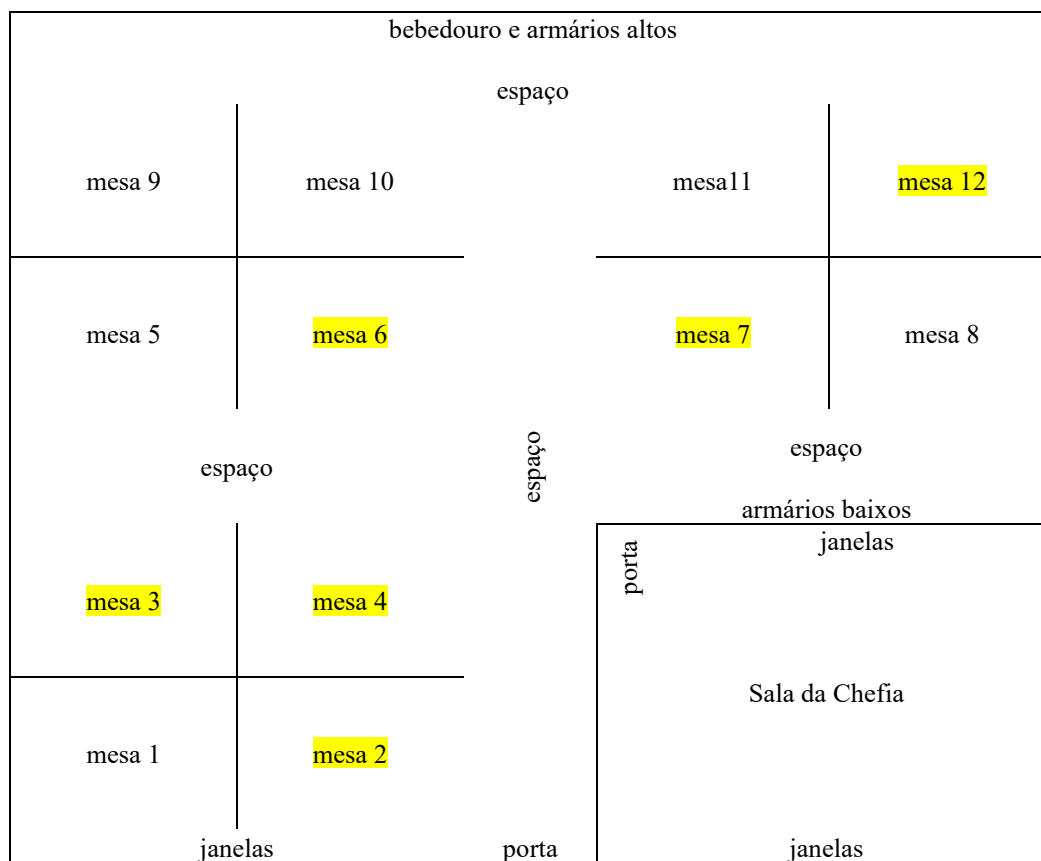 bebedouro e armários altos
espaço
mesa 9
mesa 10
mesa11
mesa 12
mesa 5
mesa 6
mesa 7
mesa 8
espaço
espaço
espaço
armários baixos
porta
janelas
mesa 3
mesa 4
Sala da Chefia
mesa 1
mesa 2
janelas
porta
janelas